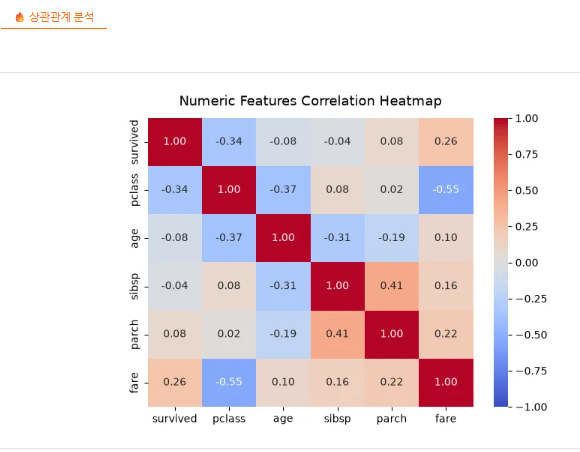 🔥 상관관계 분석
Numeric Features Correlation Heatmap
survived 1.00 -0.34 -0.08 -0.04 0.08 0.26
pclass -0.34 1.00 -0.37 0.08 0.02 -0.55
age -0.08 -0.37 1.00 -0.31 -0.19 0.10
sibsp -0.04 0.08 -0.31 1.00 0.41 0.16
parch 0.08 0.02 -0.19 0.41 1.00 0.22
fare 0.26 -0.55 0.10 0.16 0.22 1.00
survived pclass age sibsp parch fare
1.00
0.75
0.50
0.25
0.00
−0.25
−0.50
−0.75
−1.00